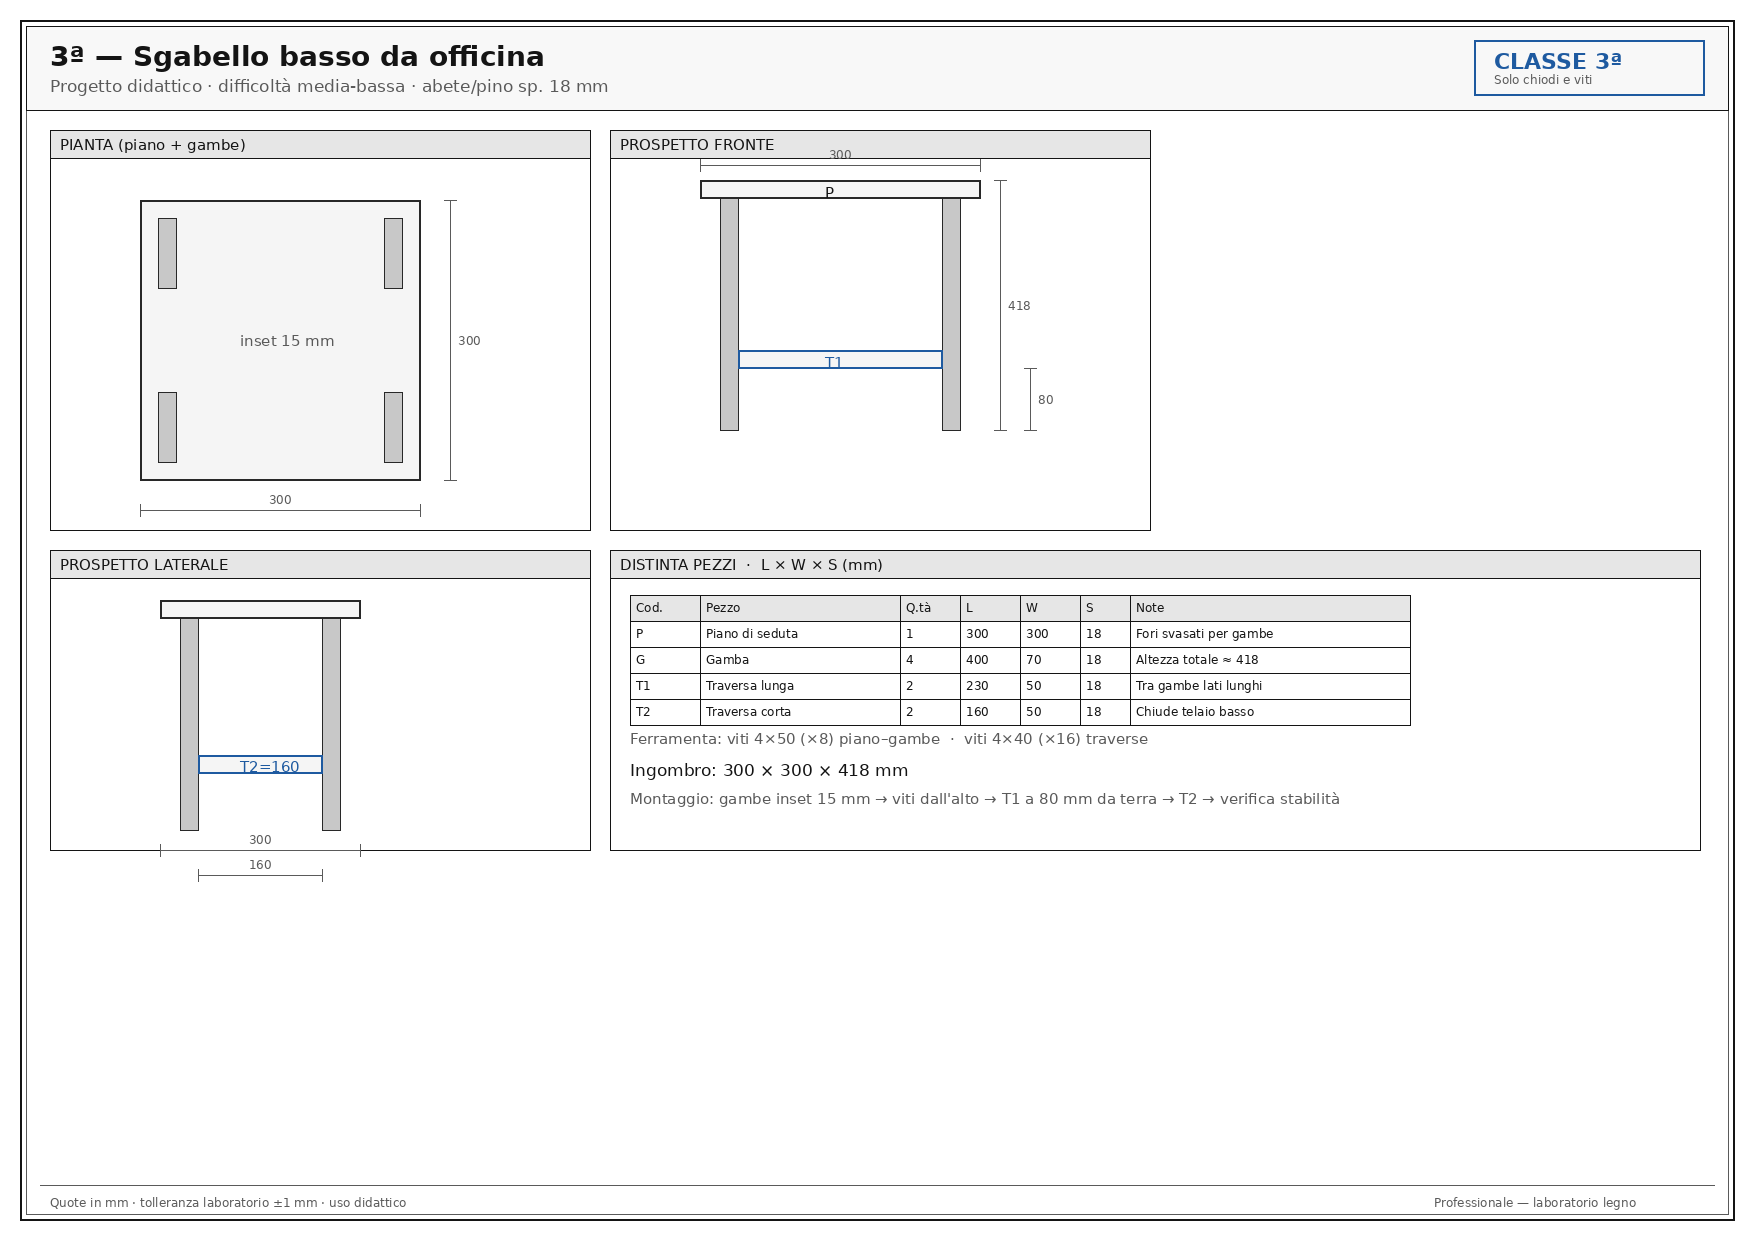 3ª — Sgabello basso da officina
Progetto didattico · difficoltà media-bassa · abete/pino sp. 18 mm
CLASSE 3ª
Solo chiodi e viti
PIANTA (piano + gambe)
inset 15 mm
300
300
PROSPETTO FRONTE
300
P
418
T1
80
PROSPETTO LATERALE
T2=160
300
160
DISTINTA PEZZI · L × W × S (mm)
Cod. Pezzo Q.tà L W S Note
P Piano di seduta 1 300 300 18 Fori svasati per gambe
G Gamba 4 400 70 18 Altezza totale ≈ 418
T1 Traversa lunga 2 230 50 18 Tra gambe lati lunghi
T2 Traversa corta 2 160 50 18 Chiude telaio basso
Ferramenta: viti 4×50 (×8) piano–gambe · viti 4×40 (×16) traverse
Ingombro: 300 × 300 × 418 mm
Montaggio: gambe inset 15 mm → viti dall'alto → T1 a 80 mm da terra → T2 → verifica stabilità
Quote in mm · tolleranza laboratorio ±1 mm · uso didattico
Professionale — laboratorio legno